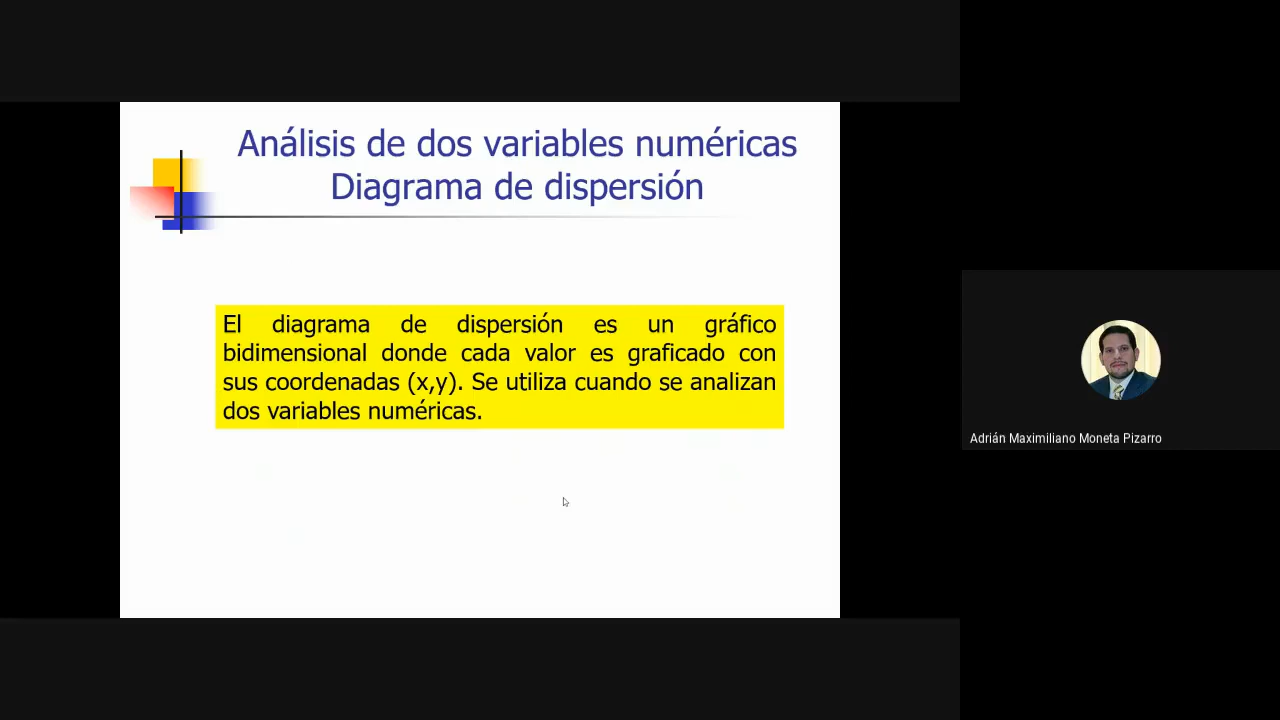 Análisis de dos variables numéricas
Diagrama de dispersión
El diagrama de dispersión es un gráfico
bidimensional donde cada valor es graficado con
sus coordenadas (x,y). Se utiliza cuando se analizan
dos variables numéricas.
Adrián Maximiliano Moneta Pizarro